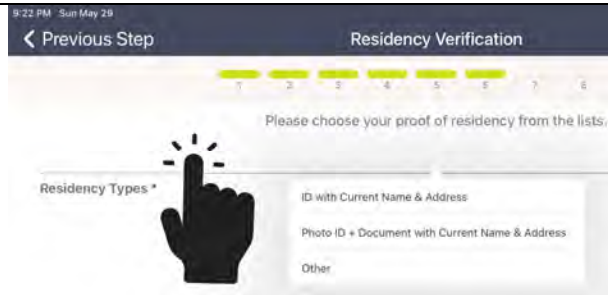 9:22 PM Sun May 29
Previous Step
Residency Verification
1 2 3 4 5 6 7 8
Please choose your proof of residency from the lists.
Residency Types *
ID with Current Name & Address
Photo ID + Document with Current Name & Address
Other